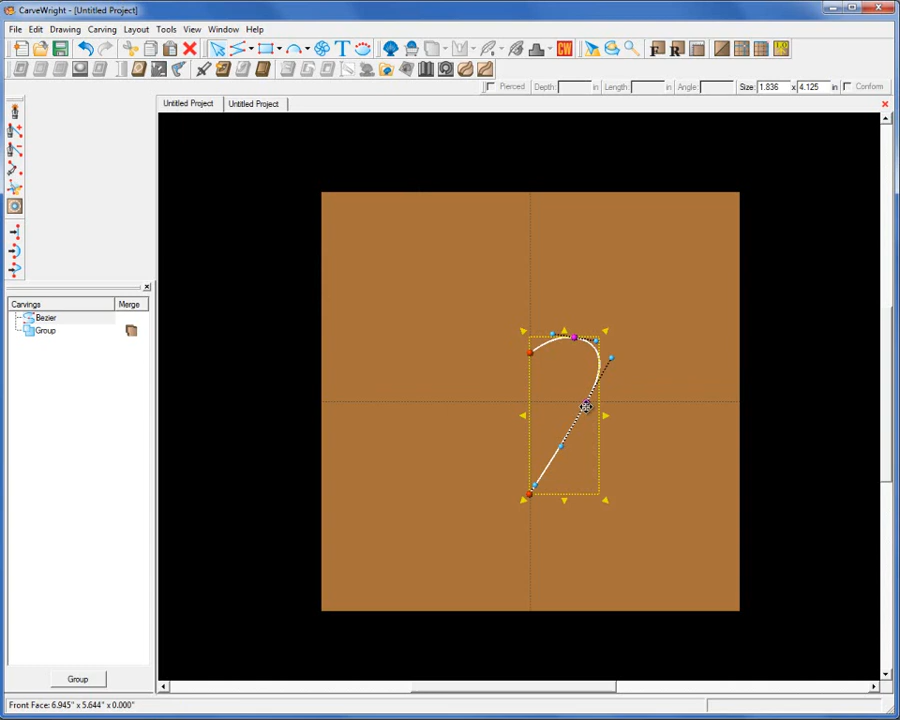 CarveWright - [Untitled Project]
File Edit Drawing Carving Layout Tools View Window Help
T CW F R
Pierced Depth: in Length: in Angle: Size: 1.836 x 4.125 in Conform
Untitled Project Untitled Project
Carvings Merge
Bezier
Group
Group
Front Face: 6.945" x 5.644" x 0.000"